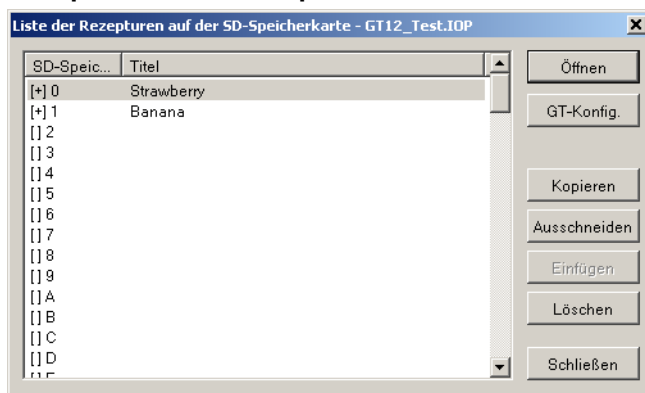 Liste der Rezepturen auf der SD-Speicherkarte - GT12_Test.IOP
SD-Speic... Titel
[+] 0 Strawberry
[+] 1 Banana
[ ] 2
[ ] 3
[ ] 4
[ ] 5
[ ] 6
[ ] 7
[ ] 8
[ ] 9
[ ] A
[ ] B
[ ] C
[ ] D
Öffnen
GT-Konfig.
Kopieren
Ausschneiden
Einfügen
Löschen
Schließen